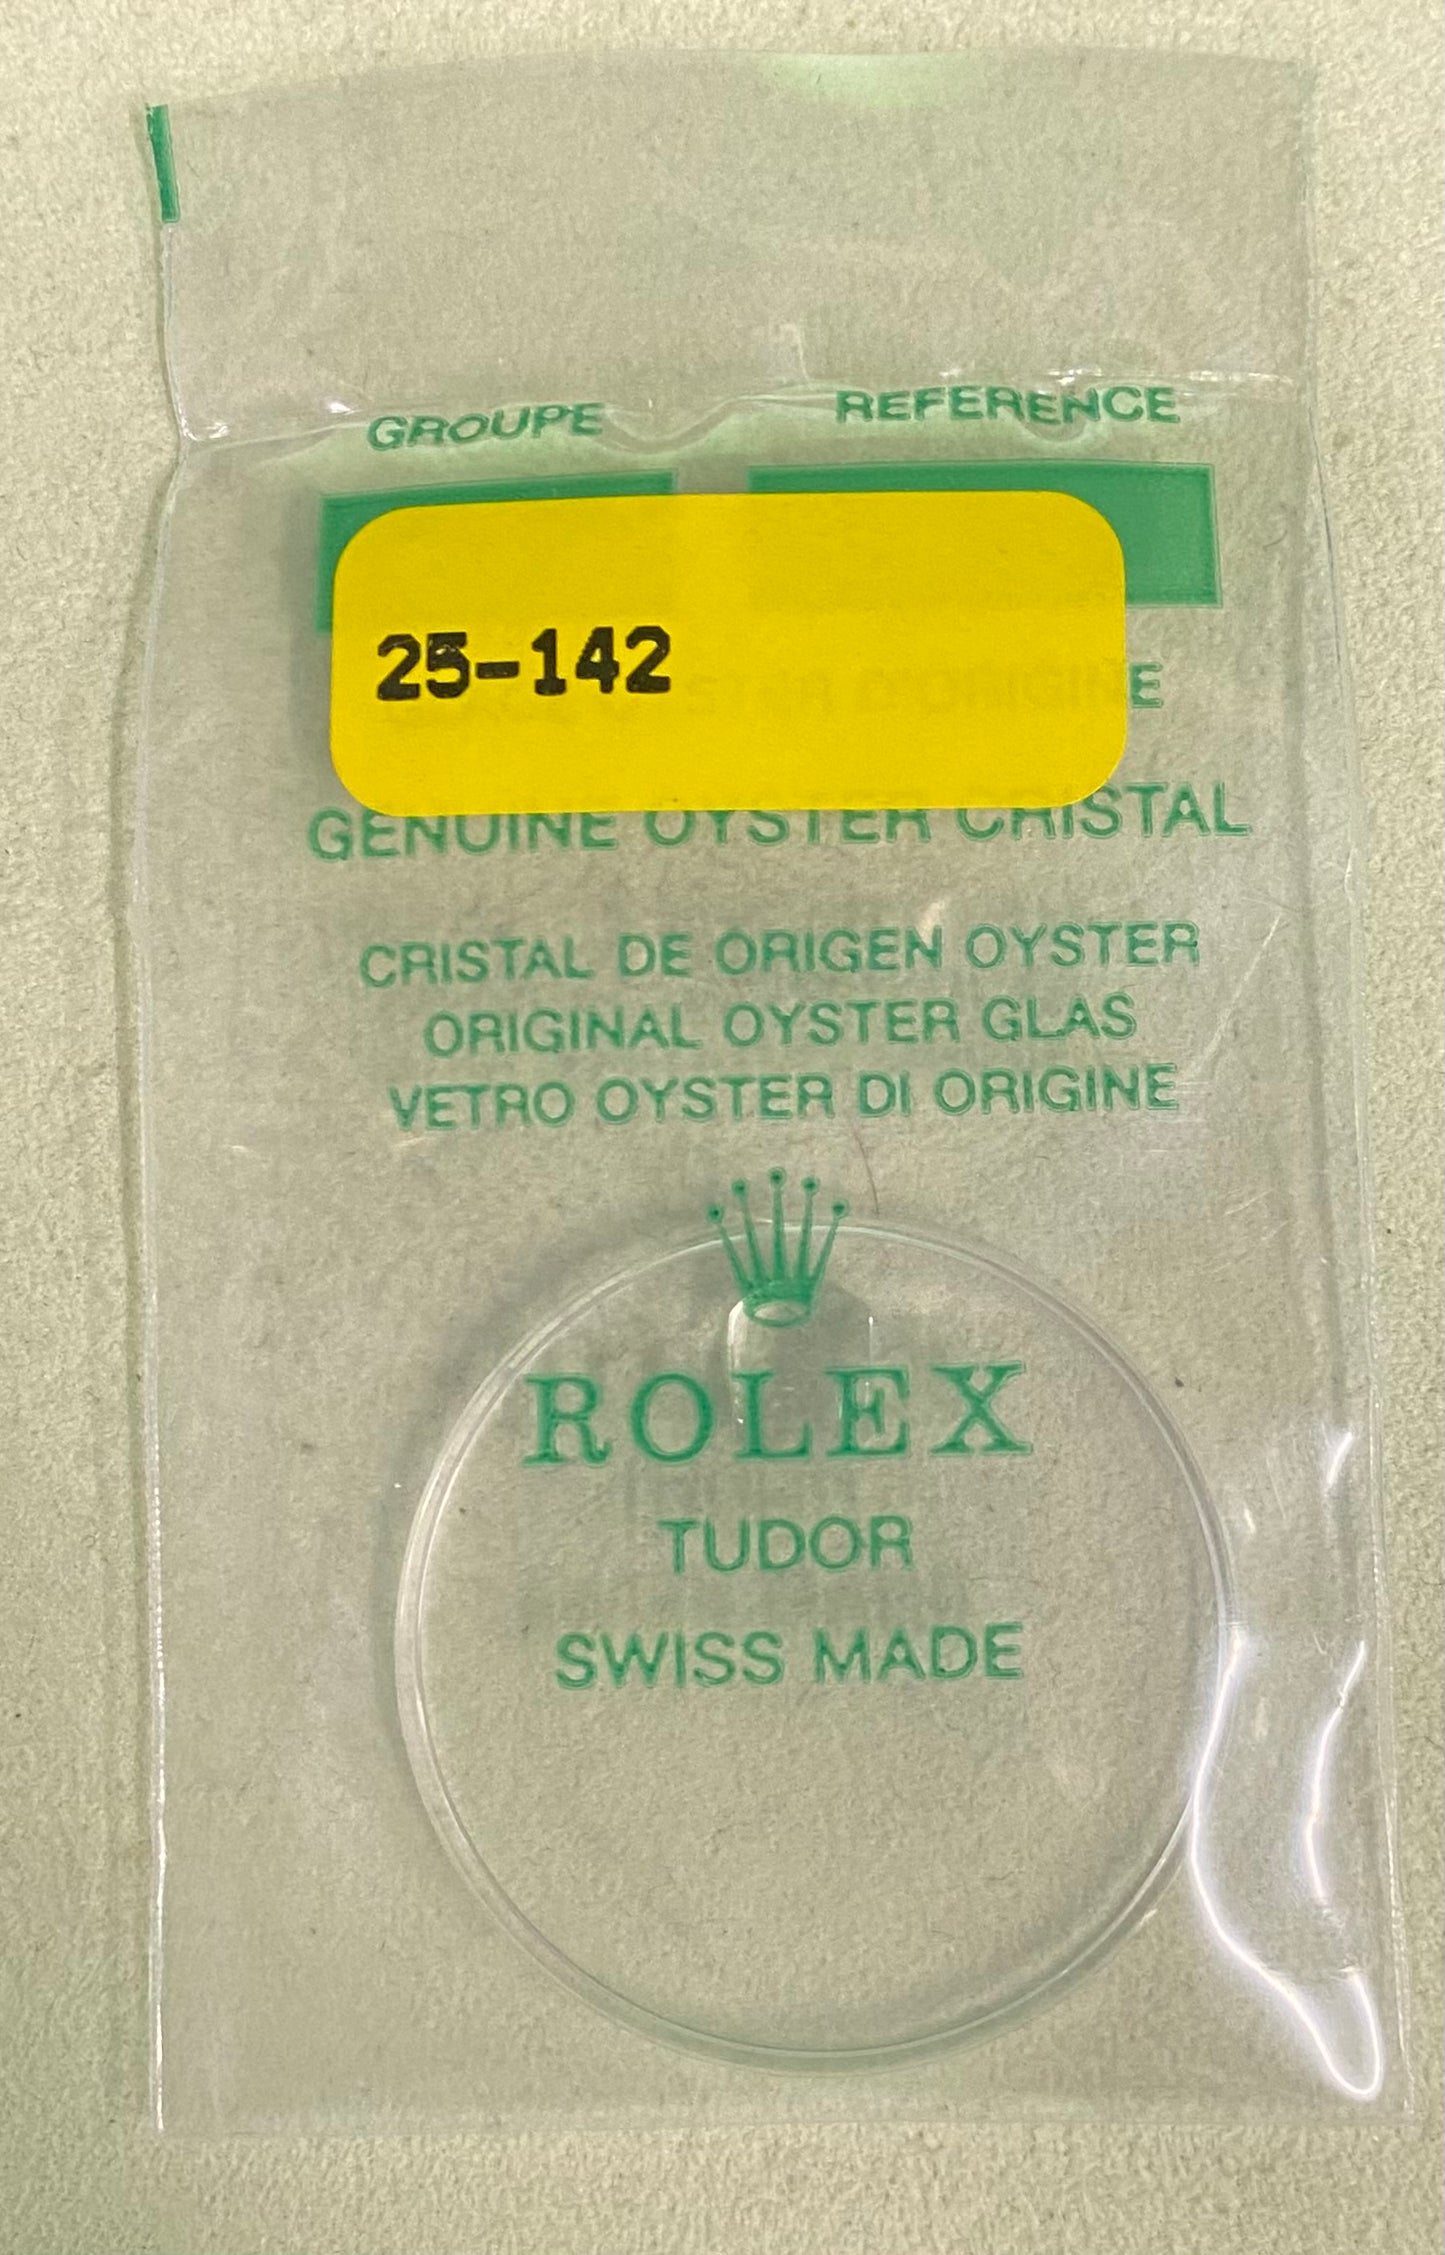 GROUPE REFERENCE
25-142
ORIGINE
GENUINE OYSTER CRISTAL
CRISTAL DE ORIGEN OYSTER
ORIGINAL OYSTER GLAS
VETRO OYSTER DI ORIGINE
ROLEX
TUDOR
SWISS MADE